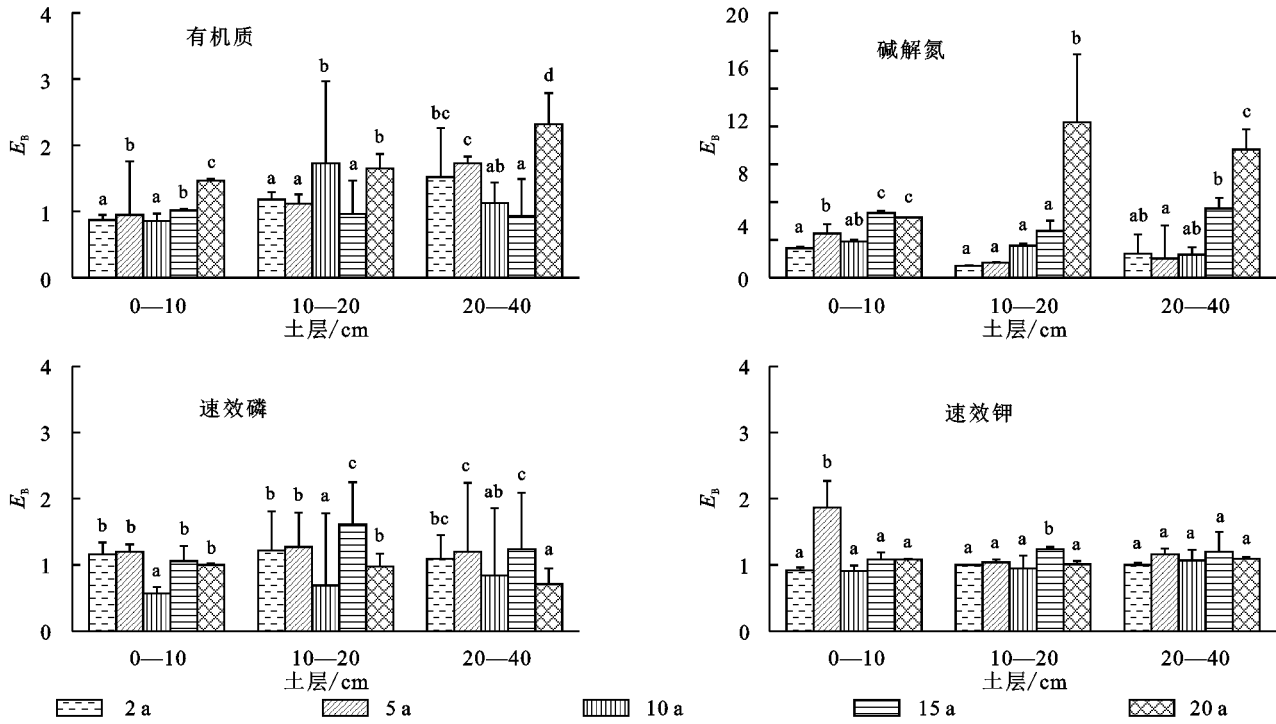 4
有机质
3
2
1
0
E_B
a b a b c
a a b a b
bc c ab a d
0—10 10—20 20—40
土层/cm
20
碱解氮
16
12
8
4
0
E_B
a b ab c c
a a a a b
ab a ab b c
0—10 10—20 20—40
土层/cm
4
速效磷
3
2
1
0
E_B
b b a b b
b b a c b
bc c ab c a
0—10 10—20 20—40
土层/cm
4
速效钾
3
2
1
0
E_B
a b a a a
a a a b a
a a a a a
0—10 10—20 20—40
土层/cm
2 a 5 a 10 a 15 a 20 a